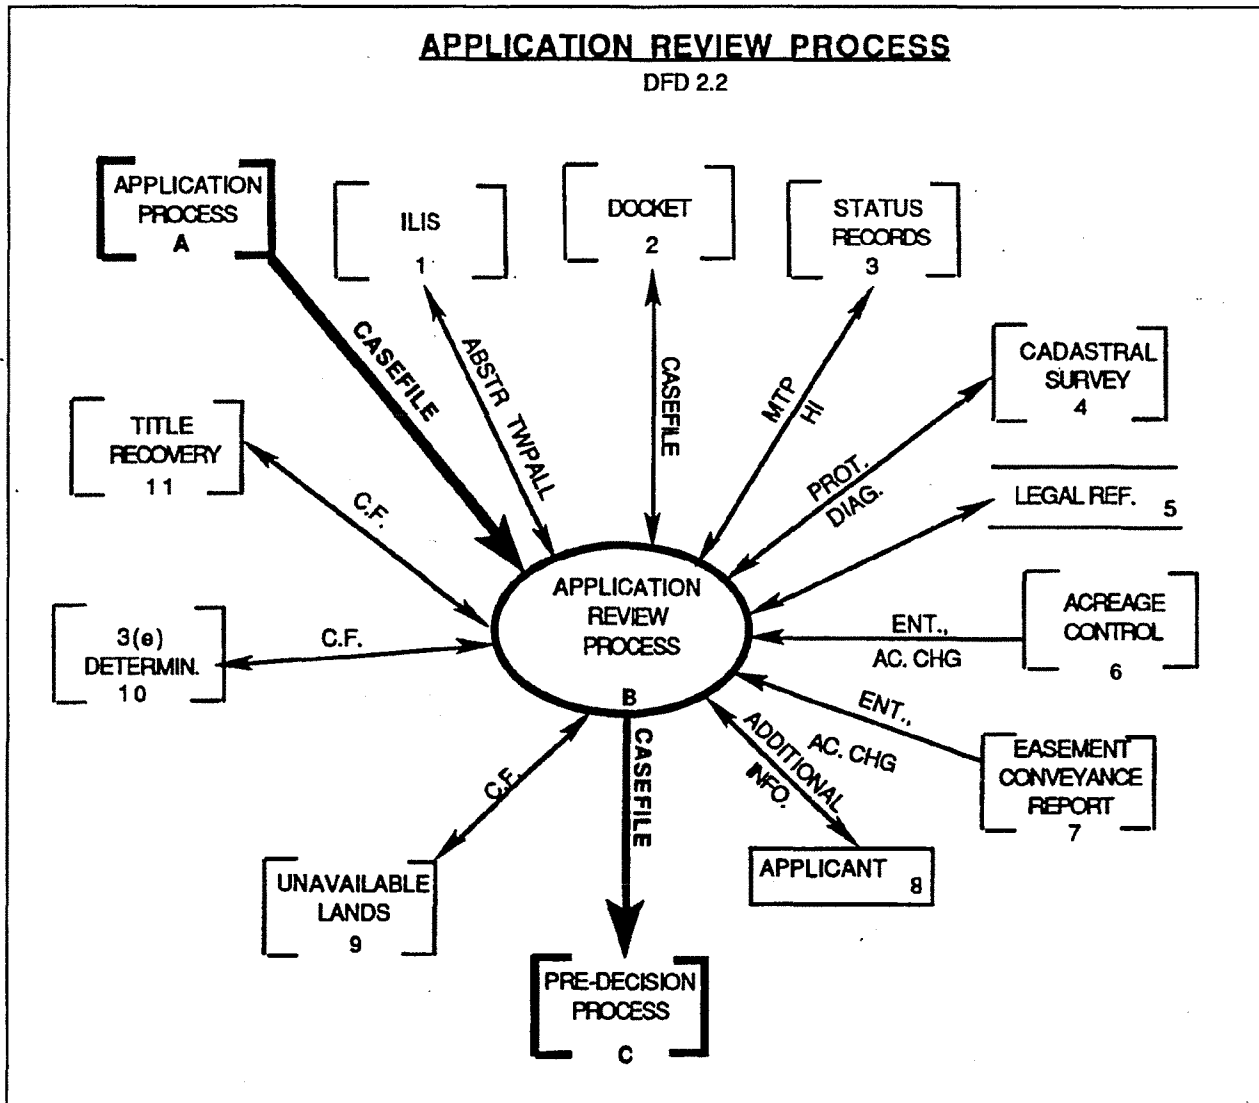 APPLICATION REVIEW PROCESS
DFD 2.2
APPLICATION
PROCESS
A
ILIS
1
DOCKET
2
STATUS
RECORDS
3
CADASTRAL
SURVEY
4
LEGAL REF. 5
ACREAGE
CONTROL
6
EASEMENT
CONVEYANCE
REPORT
7
APPLICANT 8
UNAVAILABLE
LANDS
9
3(e)
DETERMIN.
10
TITLE
RECOVERY
11
APPLICATION
REVIEW
PROCESS
B
PRE-DECISION
PROCESS
C
CASEFILE
ABSTR TWPALL
CASEFILE
MTP
HI
PROT.
DIAG.
ENT.,
AC. CHG
ENT.,
AC. CHG
ADDITIONAL
INFO.
CASEFILE
C.F.
C.F.
C.F.